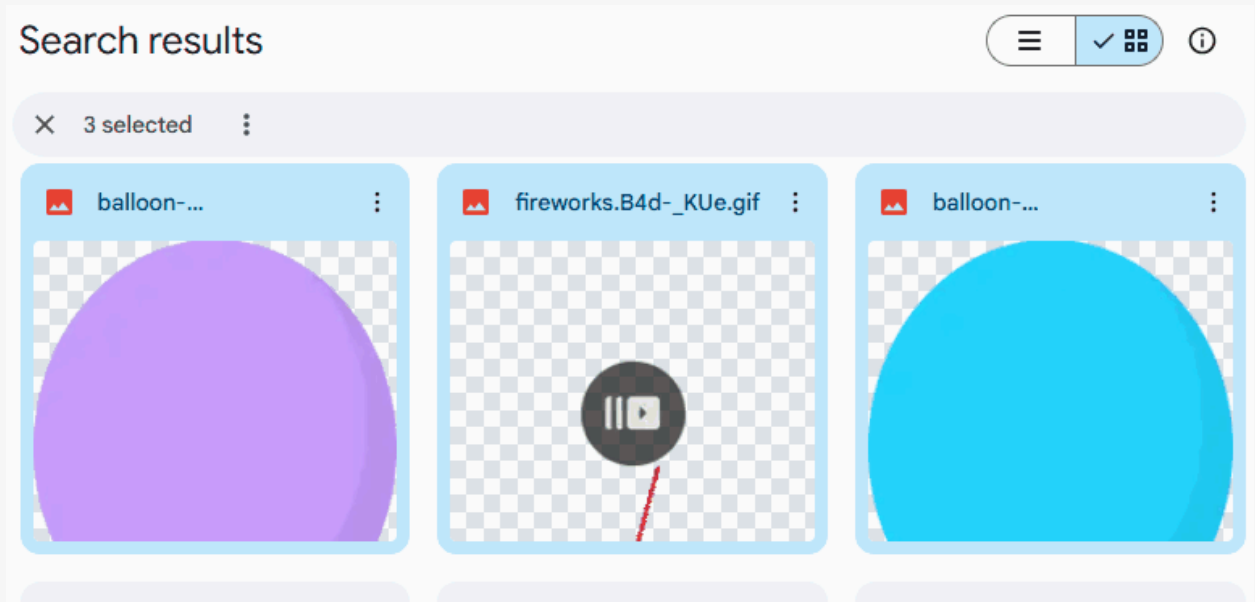 Search results
3 selected
balloon-...
fireworks.B4d-_KUe.gif
balloon-...